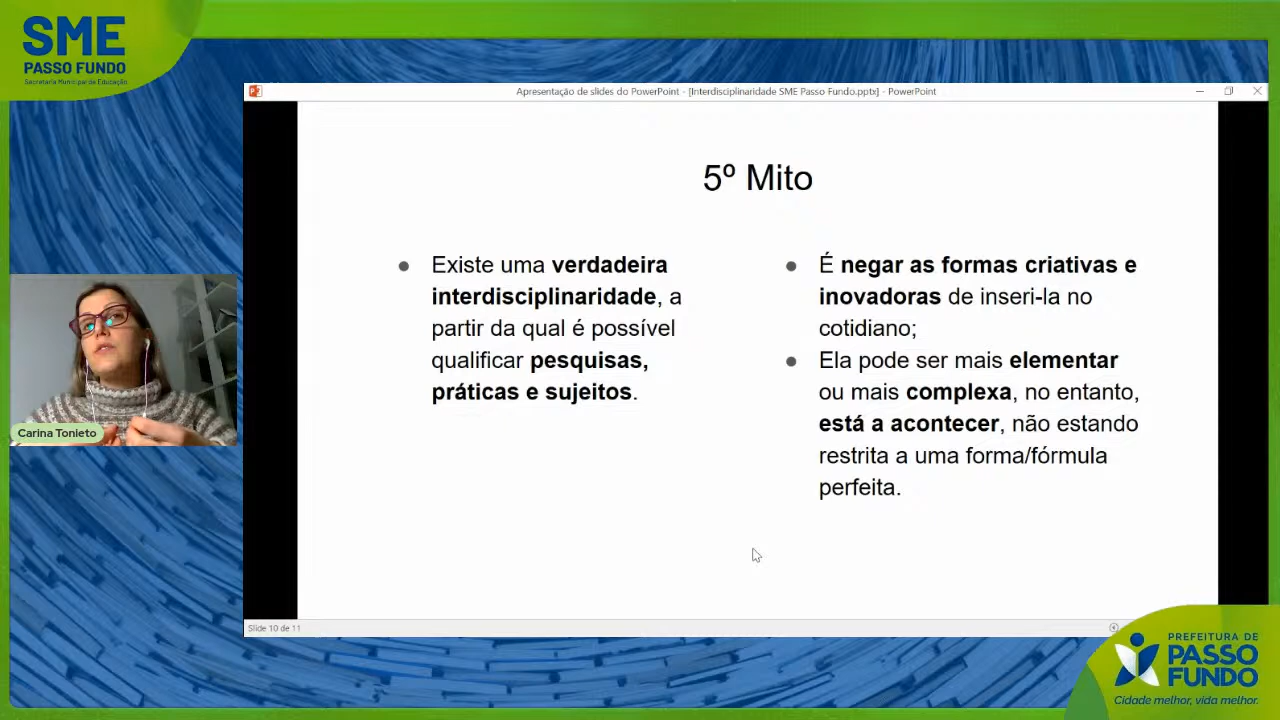 SME
PASSO FUNDO
Secretaria Municipal de Educação
Apresentação de slides do PowerPoint - [Interdisciplinaridade SME Passo Fundo.pptx] - PowerPoint
5º Mito
● Existe uma verdadeira
interdisciplinaridade, a
partir da qual é possível
qualificar pesquisas,
práticas e sujeitos.
● É negar as formas criativas e
inovadoras de inseri-la no
cotidiano;
● Ela pode ser mais elementar
ou mais complexa, no entanto,
está a acontecer, não estando
restrita a uma forma/fórmula
perfeita.
Carina Tonieto
Slide 10 de 11
PREFEITURA DE
PASSO
FUNDO
Cidade melhor, vida melhor.